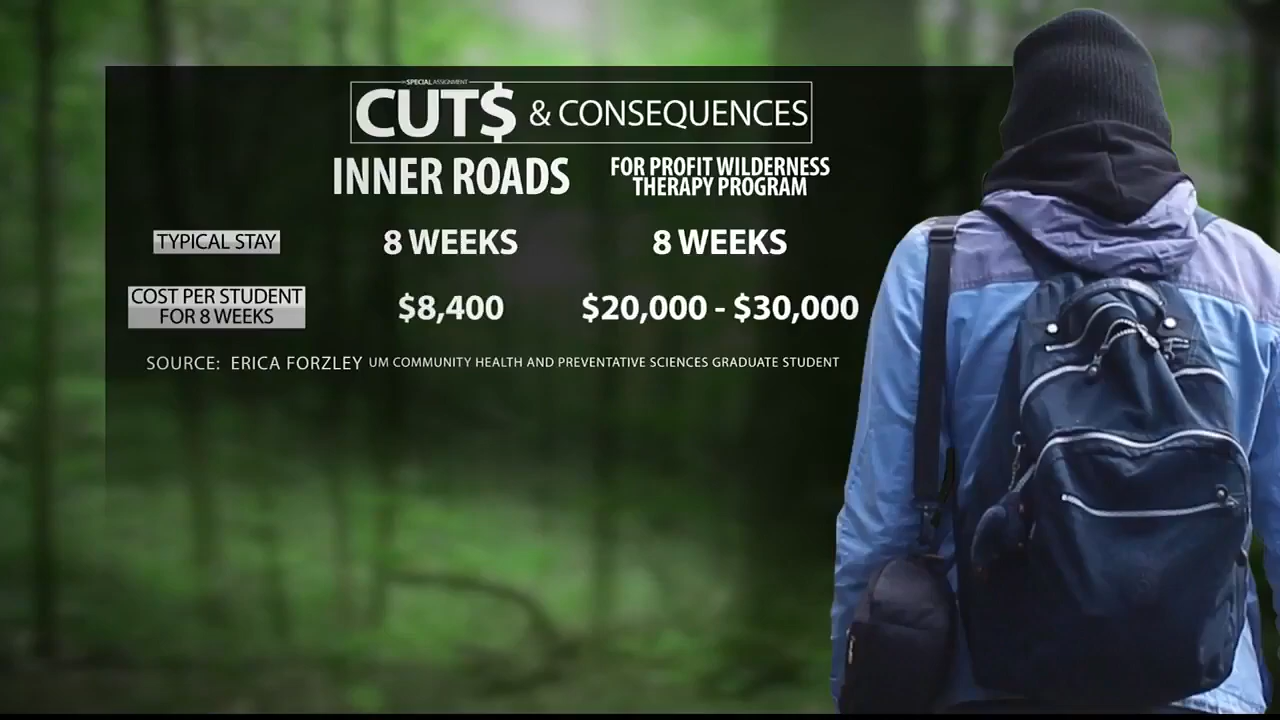 SPECIAL ASSIGNMENT
CUT$ & CONSEQUENCES
INNER ROADS
FOR PROFIT WILDERNESS
THERAPY PROGRAM
TYPICAL STAY
8 WEEKS
8 WEEKS
COST PER STUDENT
FOR 8 WEEKS
$8,400
$20,000 - $30,000
SOURCE: ERICA FORZLEY UM COMMUNITY HEALTH AND PREVENTATIVE SCIENCES GRADUATE STUDENT